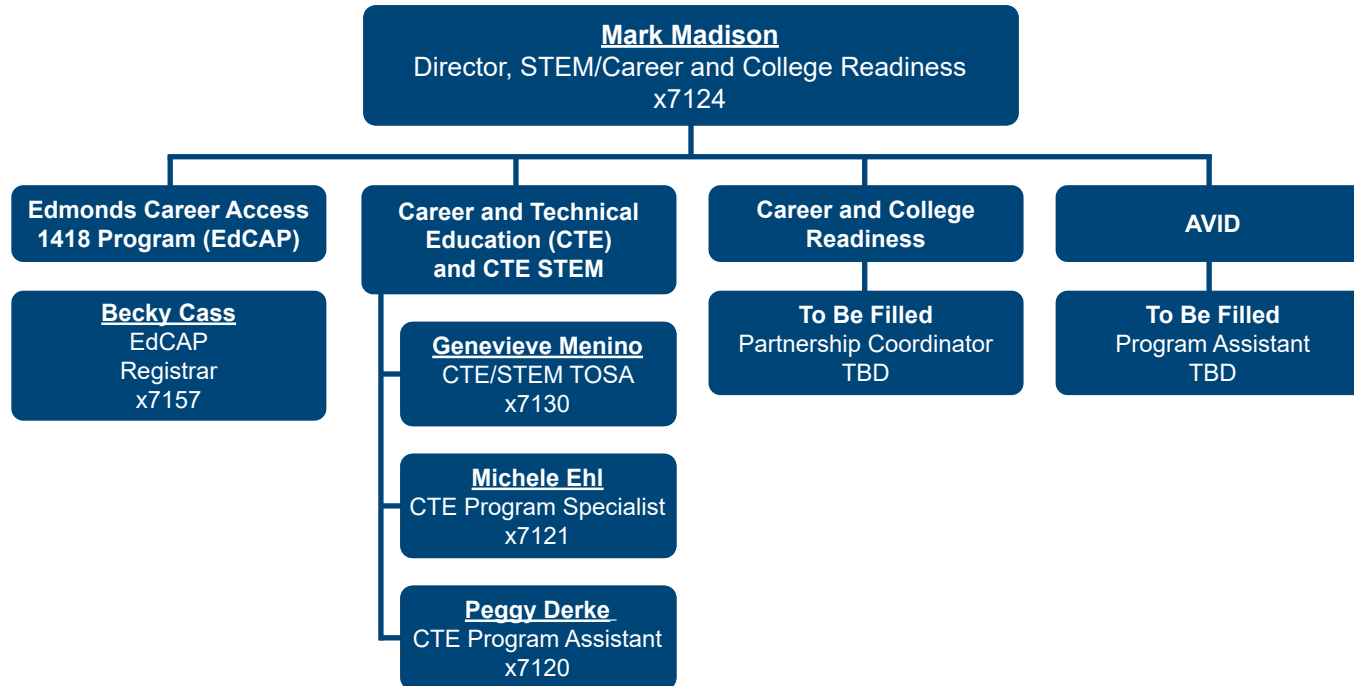 Mark Madison
Director, STEM/Career and College Readiness
x7124
Edmonds Career Access
1418 Program (EdCAP)
Becky Cass
EdCAP
Registrar
x7157
Career and Technical
Education (CTE)
and CTE STEM
Genevieve Menino
CTE/STEM TOSA
x7130
Michele Ehl
CTE Program Specialist
x7121
Peggy Derke
CTE Program Assistant
x7120
Career and College
Readiness
To Be Filled
Partnership Coordinator
TBD
AVID
To Be Filled
Program Assistant
TBD